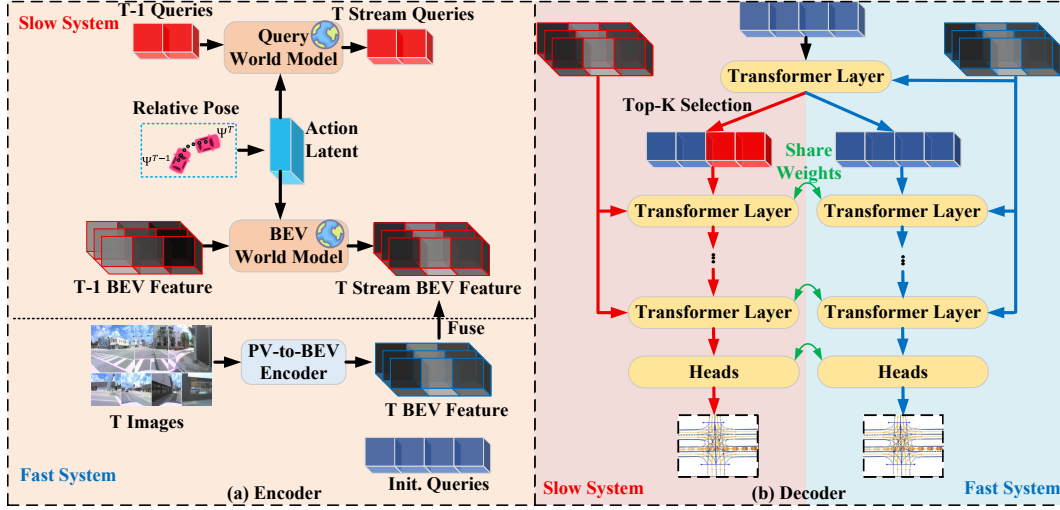 Slow System
T-1 Queries
T Stream Queries
Query
World Model
Relative Pose
Ψ^T
Ψ^{T-1}
Action
Latent
BEV
World Model
T-1 BEV Feature
T Stream BEV Feature
Fuse
PV-to-BEV
Encoder
T Images
T BEV Feature
Init. Queries
Fast System
(a) Encoder
Transformer Layer
Top-K Selection
Share
Weights
Transformer Layer
Transformer Layer
Transformer Layer
Transformer Layer
Heads
Heads
Slow System
(b) Decoder
Fast System